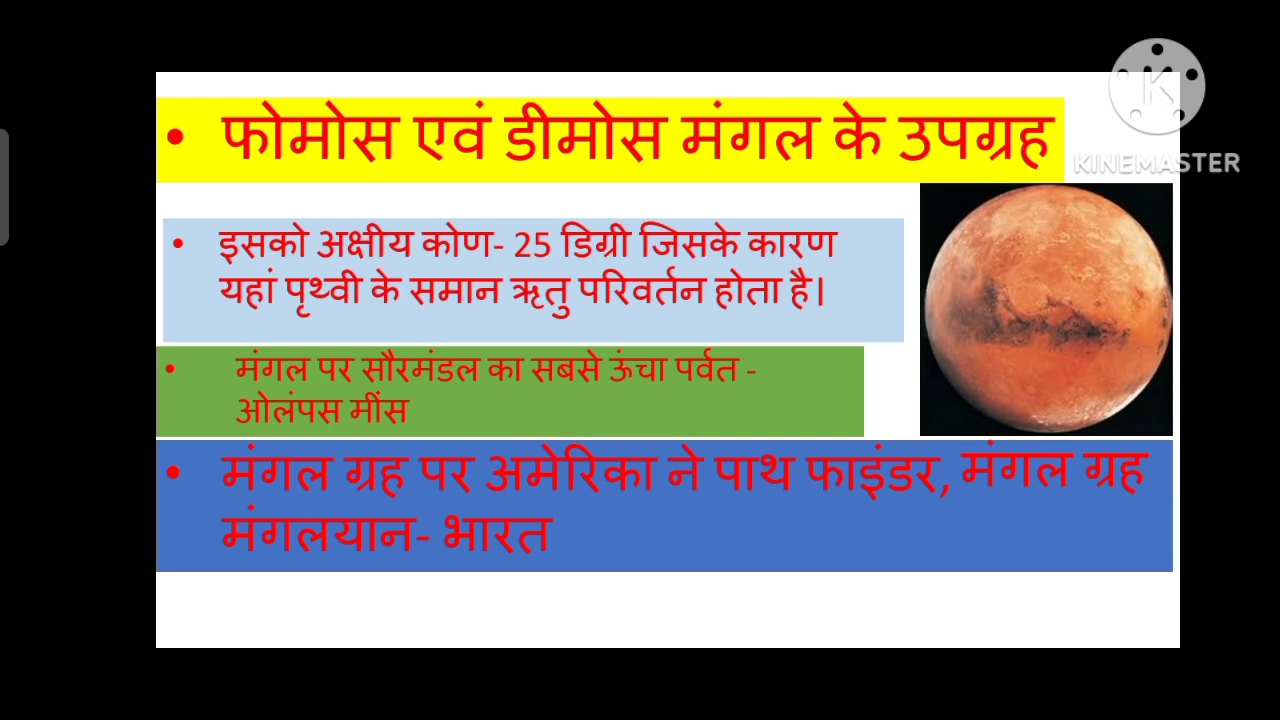 • फोमोस एवं डीमोस मंगल के उपग्रह
KINEMASTER
• इसको अक्षीय कोण- 25 डिग्री जिसके कारण
यहां पृथ्वी के समान ऋतु परिवर्तन होता है।
• मंगल पर सौरमंडल का सबसे ऊंचा पर्वत -
ओलंपस मींस
• मंगल ग्रह पर अमेरिका ने पाथ फाइंडर, मंगल ग्रह
मंगलयान- भारत